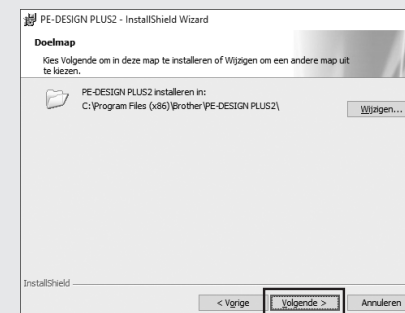 PE-DESIGN PLUS2 - InstallShield Wizard
Doelmap
Kies Volgende om in deze map te installeren of Wijzigen om een andere map uit
te kiezen.
PE-DESIGN PLUS2 installeren in:
C:\Program Files (x86)\Brother\PE-DESIGN PLUS2\
Wijzigen...
InstallShield
< Vorige
Volgende >
Annuleren